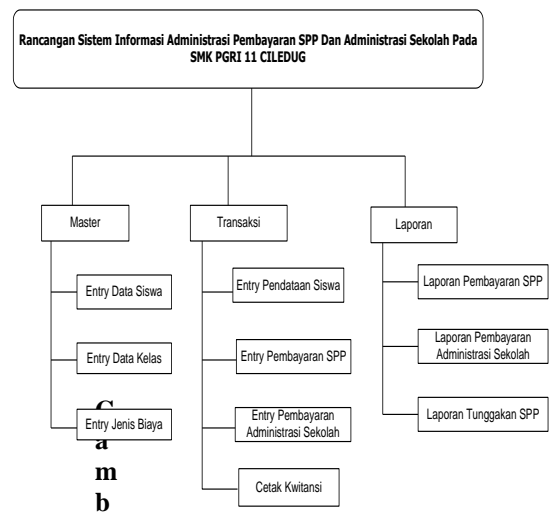 Rancangan Sistem Informasi Administrasi Pembayaran SPP Dan Administrasi Sekolah Pada
SMK PGRI 11 CILEDUG
Master
Transaksi
Laporan
Entry Data Siswa
Entry Data Kelas
Entry Jenis Biaya
Entry Pendataan Siswa
Entry Pembayaran SPP
Entry Pembayaran
Administrasi Sekolah
Cetak Kwitansi
Laporan Pembayaran SPP
Laporan Pembayaran
Administrasi Sekolah
Laporan Tunggakan SPP
G
a
m
b